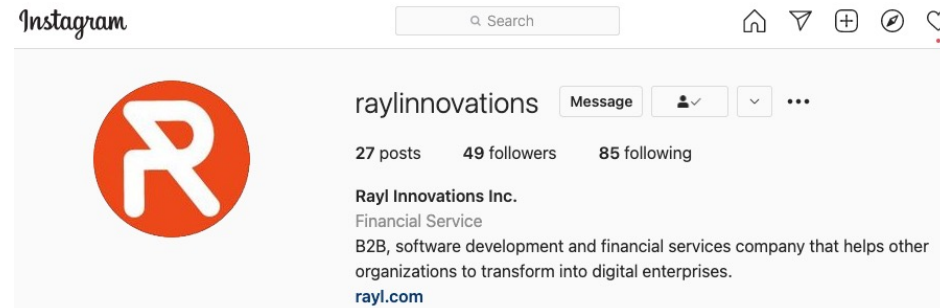 Instagram
Search
raylinnovations Message
27 posts 49 followers 85 following
Rayl Innovations Inc.
Financial Service
B2B, software development and financial services company that helps other
organizations to transform into digital enterprises.
rayl.com
R